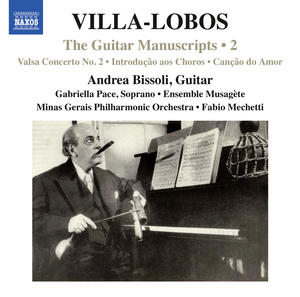 NAXOS
VILLA-LOBOS
The Guitar Manuscripts • 2
Valsa Concerto No. 2 • Introdução aos Choros • Canção do Amor
Andrea Bissoli, Guitar
Gabriella Pace, Soprano • Ensemble Musagète
Minas Gerais Philharmonic Orchestra • Fabio Mechetti